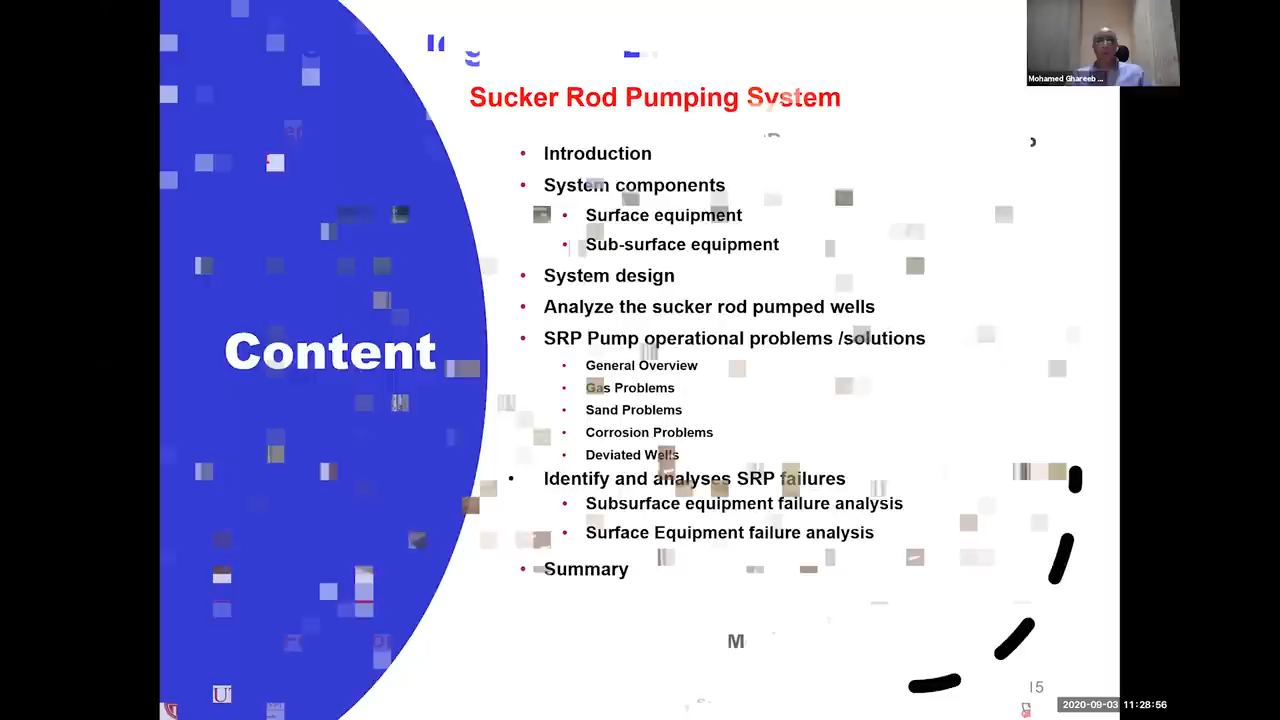 Mohamed Ghareeb ...
Sucker Rod Pumping System
• Introduction
• System components
• Surface equipment
• Sub-surface equipment
• System design
• Analyze the sucker rod pumped wells
• SRP Pump operational problems /solutions
• General Overview
• Gas Problems
• Sand Problems
• Corrosion Problems
• Deviated Wells
• Identify and analyses SRP failures
• Subsurface equipment failure analysis
• Surface Equipment failure analysis
• Summary
Content
M
15
2020-09-03 11:28:56